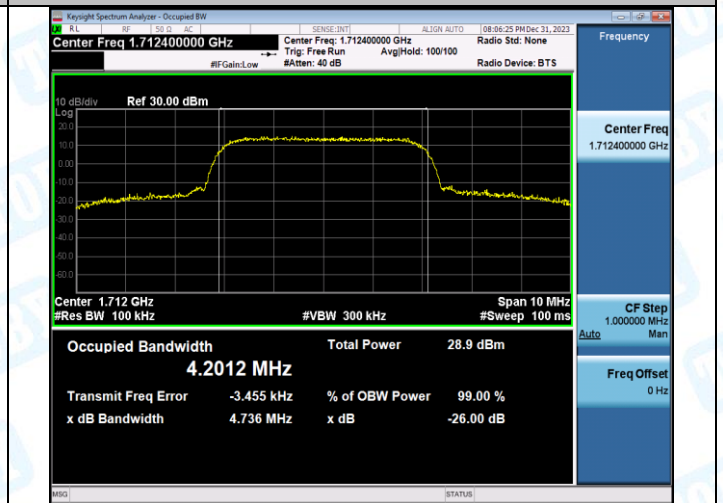 Keysight Spectrum Analyzer - Occupied BW
RL RF 50 Ω AC SENSE:INT ALIGN AUTO 08:06:25 PM Dec 31, 2023
Center Freq 1.712400000 GHz
Center Freq: 1.712400000 GHz
Radio Std: None
Trig: Free Run Avg|Hold: 100/100
#IFGain:Low
#Atten: 40 dB
Radio Device: BTS
Frequency
10 dB/div Ref 30.00 dBm
Log
20.0
10.0
0.00
-10.0
-20.0
-30.0
-40.0
-50.0
-60.0
Center Freq
1.712400000 GHz
Center 1.712 GHz Span 10 MHz
#Res BW 100 kHz #VBW 300 kHz #Sweep 100 ms
CF Step
1.000000 MHz
Auto Man
Freq Offset
0 Hz
Occupied Bandwidth Total Power 28.9 dBm
4.2012 MHz
Transmit Freq Error -3.455 kHz % of OBW Power 99.00 %
x dB Bandwidth 4.736 MHz x dB -26.00 dB
MSG STATUS